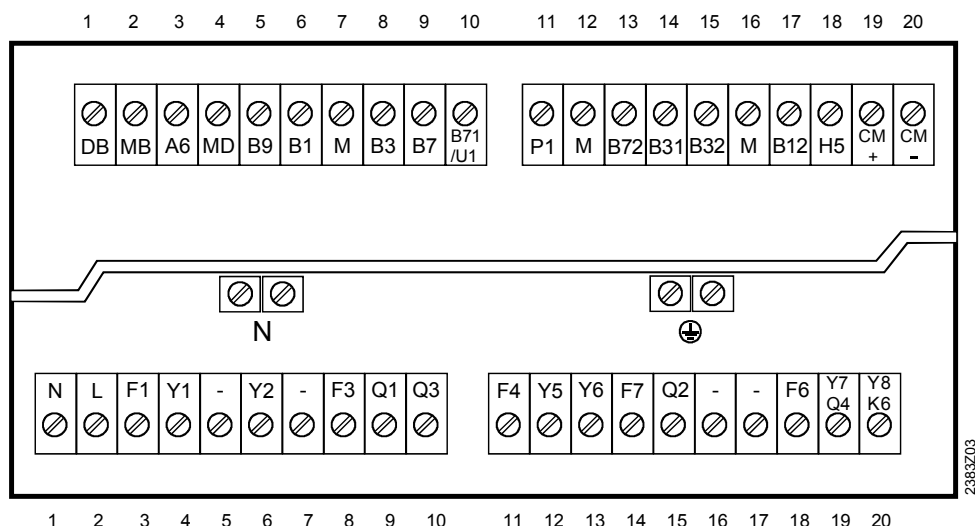 1 2 3 4 5 6 7 8 9 10 11 12 13 14 15 16 17 18 19 20
DB MB A6 MD B9 B1 M B3 B7 B71 /U1 P1 M B72 B31 B32 M B12 H5 CM + CM -
N
N L F1 Y1 - Y2 - F3 Q1 Q3 F4 Y5 Y6 F7 Q2 - - F6 Y7 Q4 Y8 K6
2383Z03
1 2 3 4 5 6 7 8 9 10 11 12 13 14 15 16 17 18 19 20